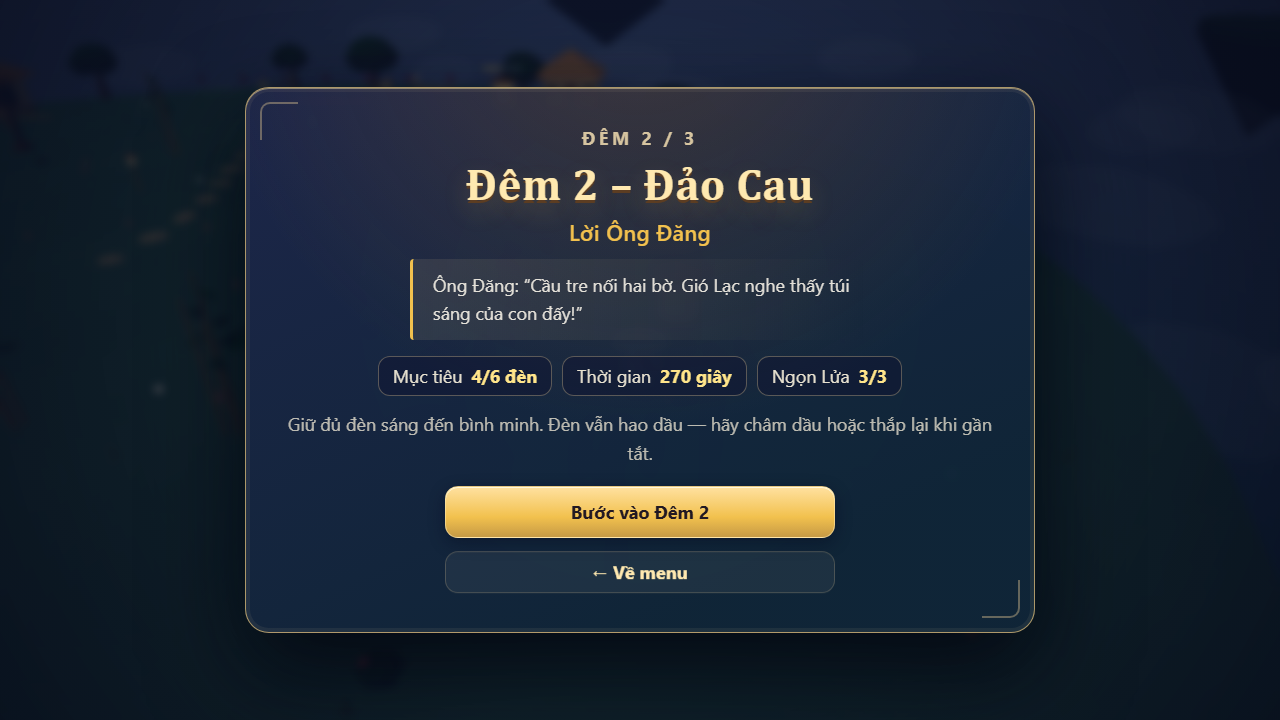 ĐÊM 2 / 3
Đêm 2 – Đảo Cau
Lời Ông Đăng
Ông Đăng: “Cầu tre nối hai bờ. Gió Lạc nghe thấy túi
sáng của con đấy!”
Mục tiêu 4/6 đèn
Thời gian 270 giây
Ngọn Lửa 3/3
Giữ đủ đèn sáng đến bình minh. Đèn vẫn hao dầu — hãy châm dầu hoặc thắp lại khi gần
tắt.
Bước vào Đêm 2
← Về menu